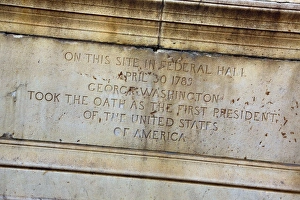 ON THIS SITE IN FEDERAL HALL
APRIL 30 1789
GEORGE WASHINGTON
TOOK THE OATH AS THE FIRST PRESIDENT
OF THE UNITED STATES
OF AMERICA